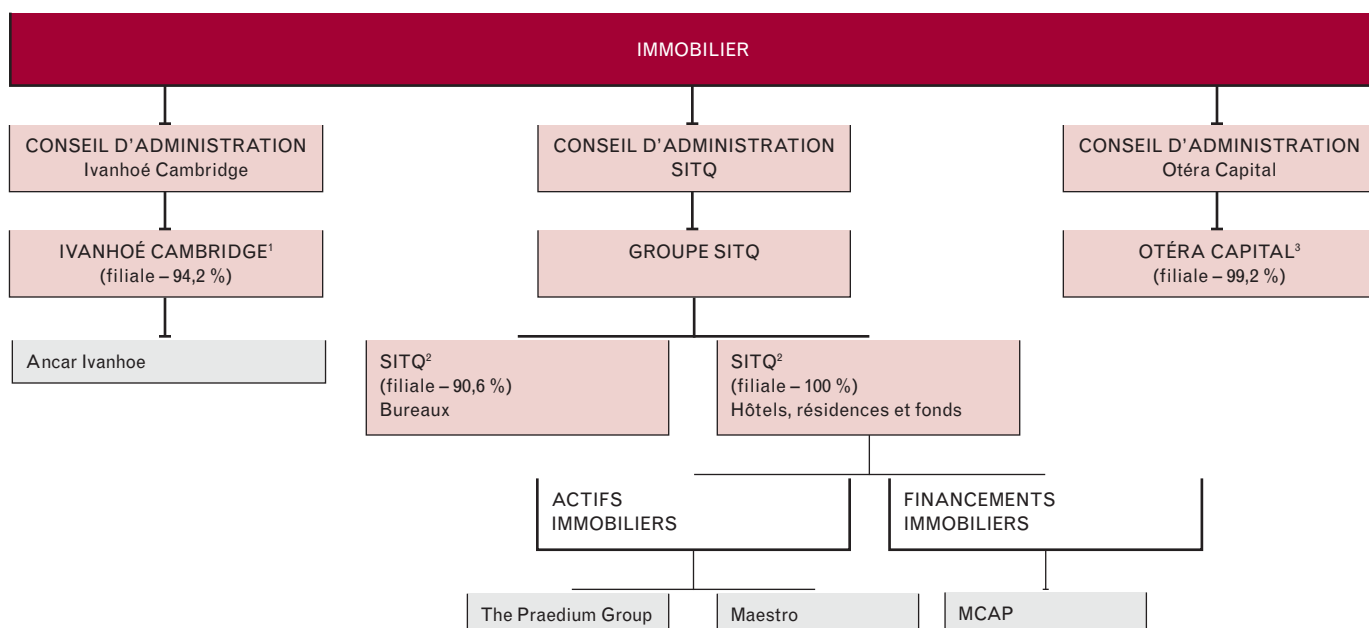 IMMOBILIER
CONSEIL D'ADMINISTRATION
Ivanhoé Cambridge
CONSEIL D'ADMINISTRATION
SITQ
CONSEIL D'ADMINISTRATION
Otéra Capital
IVANHOÉ CAMBRIDGE¹
(filiale – 94,2 %)
GROUPE SITQ
OTÉRA CAPITAL³
(filiale – 99,2 %)
Ancar Ivanhoe
SITQ²
(filiale – 90,6 %)
Bureaux
SITQ²
(filiale – 100 %)
Hôtels, résidences et fonds
ACTIFS
IMMOBILIERS
FINANCEMENTS
IMMOBILIERS
The Praedium Group
Maestro
MCAP